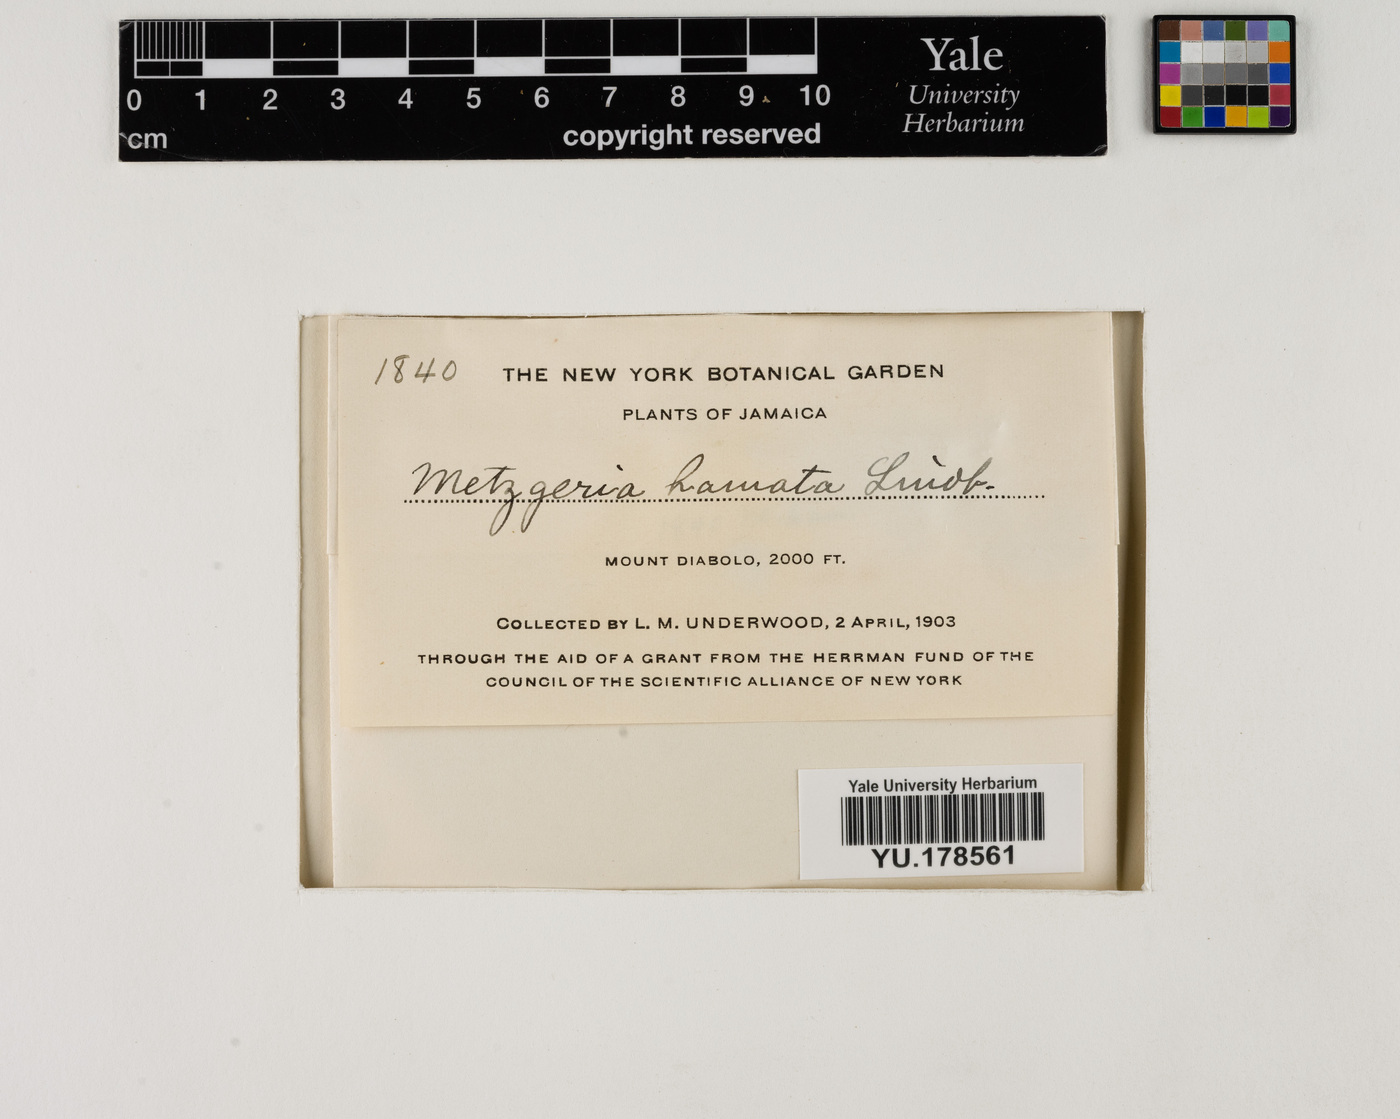 0 1 2 3 4 5 6 7 8 9 10
cm
copyright reserved
Yale
University
Herbarium
1840
THE NEW YORK BOTANICAL GARDEN
PLANTS OF JAMAICA
Metzgeria hamata Lindb.
MOUNT DIABOLO, 2000 FT.
COLLECTED BY L. M. UNDERWOOD, 2 APRIL, 1903
THROUGH THE AID OF A GRANT FROM THE HERRMAN FUND OF THE
COUNCIL OF THE SCIENTIFIC ALLIANCE OF NEW YORK
Yale University Herbarium
YU.178561